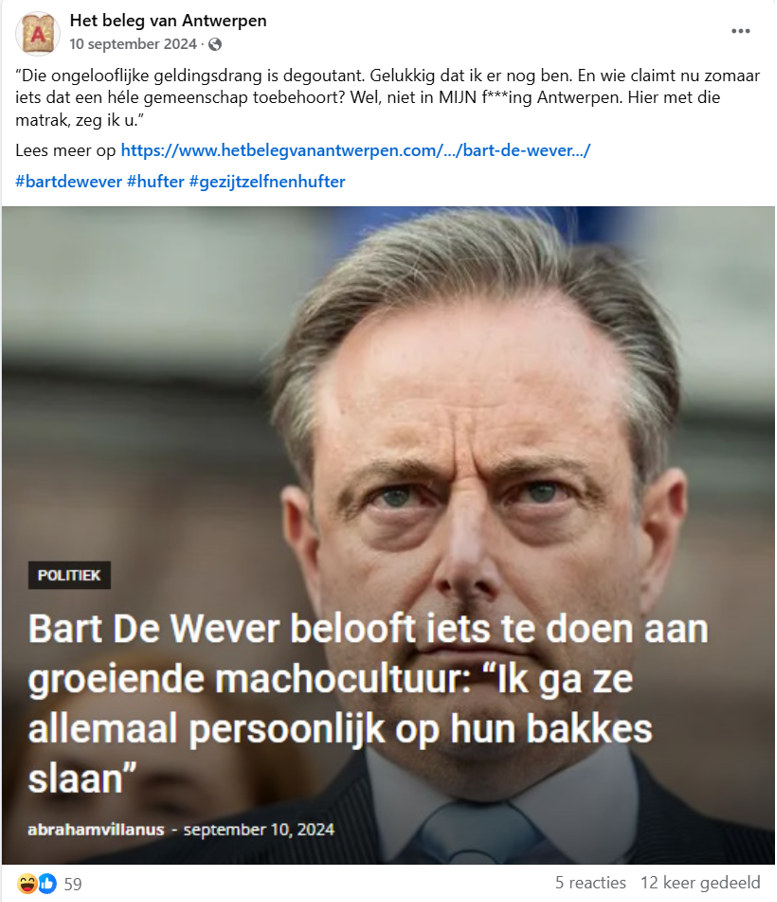 Het beleg van Antwerpen
10 september 2024 ·
“Die ongelooflijke geldingsdrang is degoutant. Gelukkig dat ik er nog ben. En wie claimt nu zomaar
iets dat een héle gemeenschap toebehoort? Wel, niet in MIJN f***ing Antwerpen. Hier met die
matrak, zeg ik u.”
Lees meer op https://www.hetbelegvanantwerpen.com/.../bart-de-wever.../
#bartdewever #hufter #gezijtzelfnenhufter
POLITIEK
Bart De Wever belooft iets te doen aan
groeiende machocultuur: “Ik ga ze
allemaal persoonlijk op hun bakkes
slaan”
abrahamvillanus - september 10, 2024
59
5 reacties 12 keer gedeeld